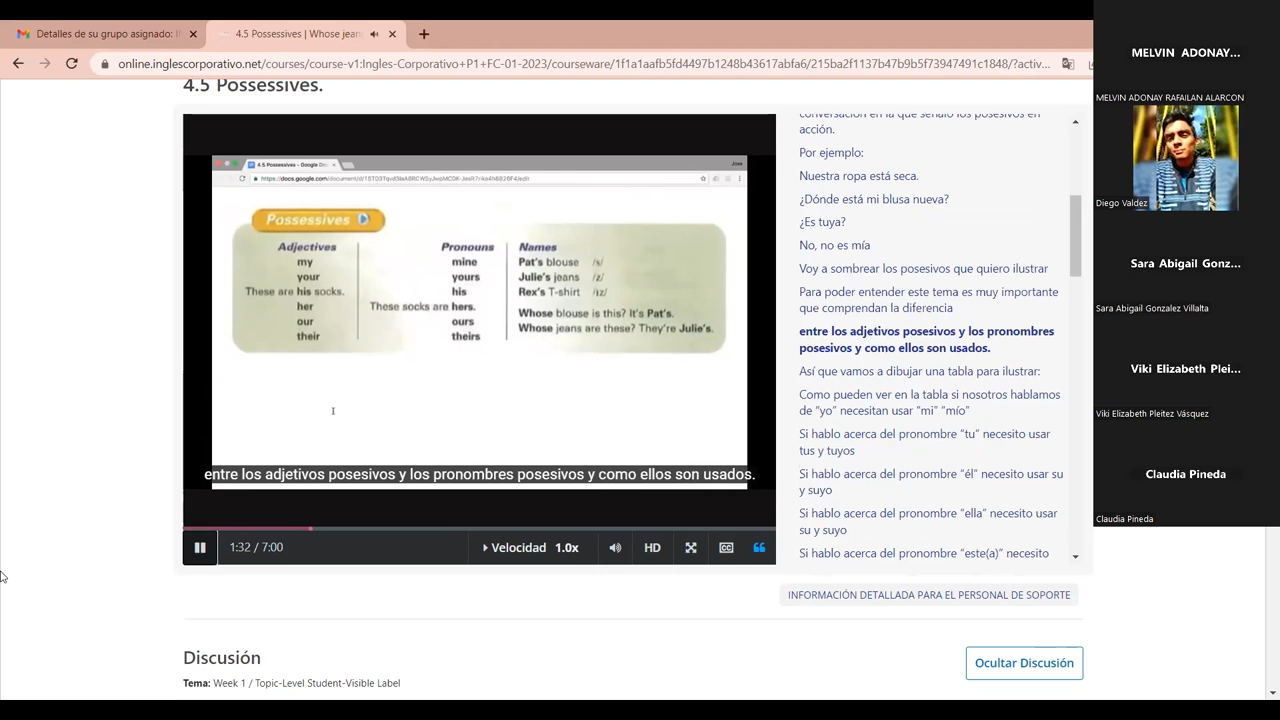 Detalles de su grupo asignado: I
4.5 Possessives | Whose jean
online.inglescorporativo.net/courses/course-v1:Ingles-Corporativo+P1+FC-01-2023/courseware/1f1a1aafb5fd4497b1248b43617abfa6/215ba2f1137b47b9b5f73947491c1848/?activ...
4.5 Possessives.
4.5 Possessives - Google Do
Jose
Possessives
Adjectives
my
your
These are his socks.
her
our
their
Pronouns
mine
yours
his
These socks are hers.
ours
theirs
Names
Pat's blouse /s/
Julie's jeans /z/
Rex's T-shirt /ɪz/
Whose blouse is this? It's Pat's.
Whose jeans are these? They're Julie's.
entre los adjetivos posesivos y los pronombres posesivos y como ellos son usados.
1:32 / 7:00
Velocidad 1.0x
HD
CC
conversación en la que señalo los posesivos en
acción.
Por ejemplo:
Nuestra ropa está seca.
¿Dónde está mi blusa nueva?
¿Es tuya?
No, no es mía
Voy a sombrear los posesivos que quiero ilustrar
Para poder entender este tema es muy importante
que comprendan la diferencia
entre los adjetivos posesivos y los pronombres
posesivos y como ellos son usados.
Así que vamos a dibujar una tabla para ilustrar:
Como pueden ver en la tabla si nosotros hablamos
de “yo” necesitan usar “mi” “mío”
Si hablo acerca del pronombre “tu” necesito usar
tus y tuyos
Si hablo acerca del pronombre “él” necesito usar su
y suyo
Si hablo acerca del pronombre “ella” necesito usar
su y suyo
Si hablo acerca del pronombre “este(a)” necesito
INFORMACIÓN DETALLADA PARA EL PERSONAL DE SOPORTE
Discusión
Ocultar Discusión
Tema: Week 1 / Topic-Level Student-Visible Label
MELVIN ADONAY...
MELVIN ADONAY RAFAILAN ALARCON
Diego Valdez
Sara Abigail Gonz...
Sara Abigail Gonzalez Villalta
Viki Elizabeth Plei...
Viki Elizabeth Pleitez Vásquez
Claudia Pineda
Claudia Pineda